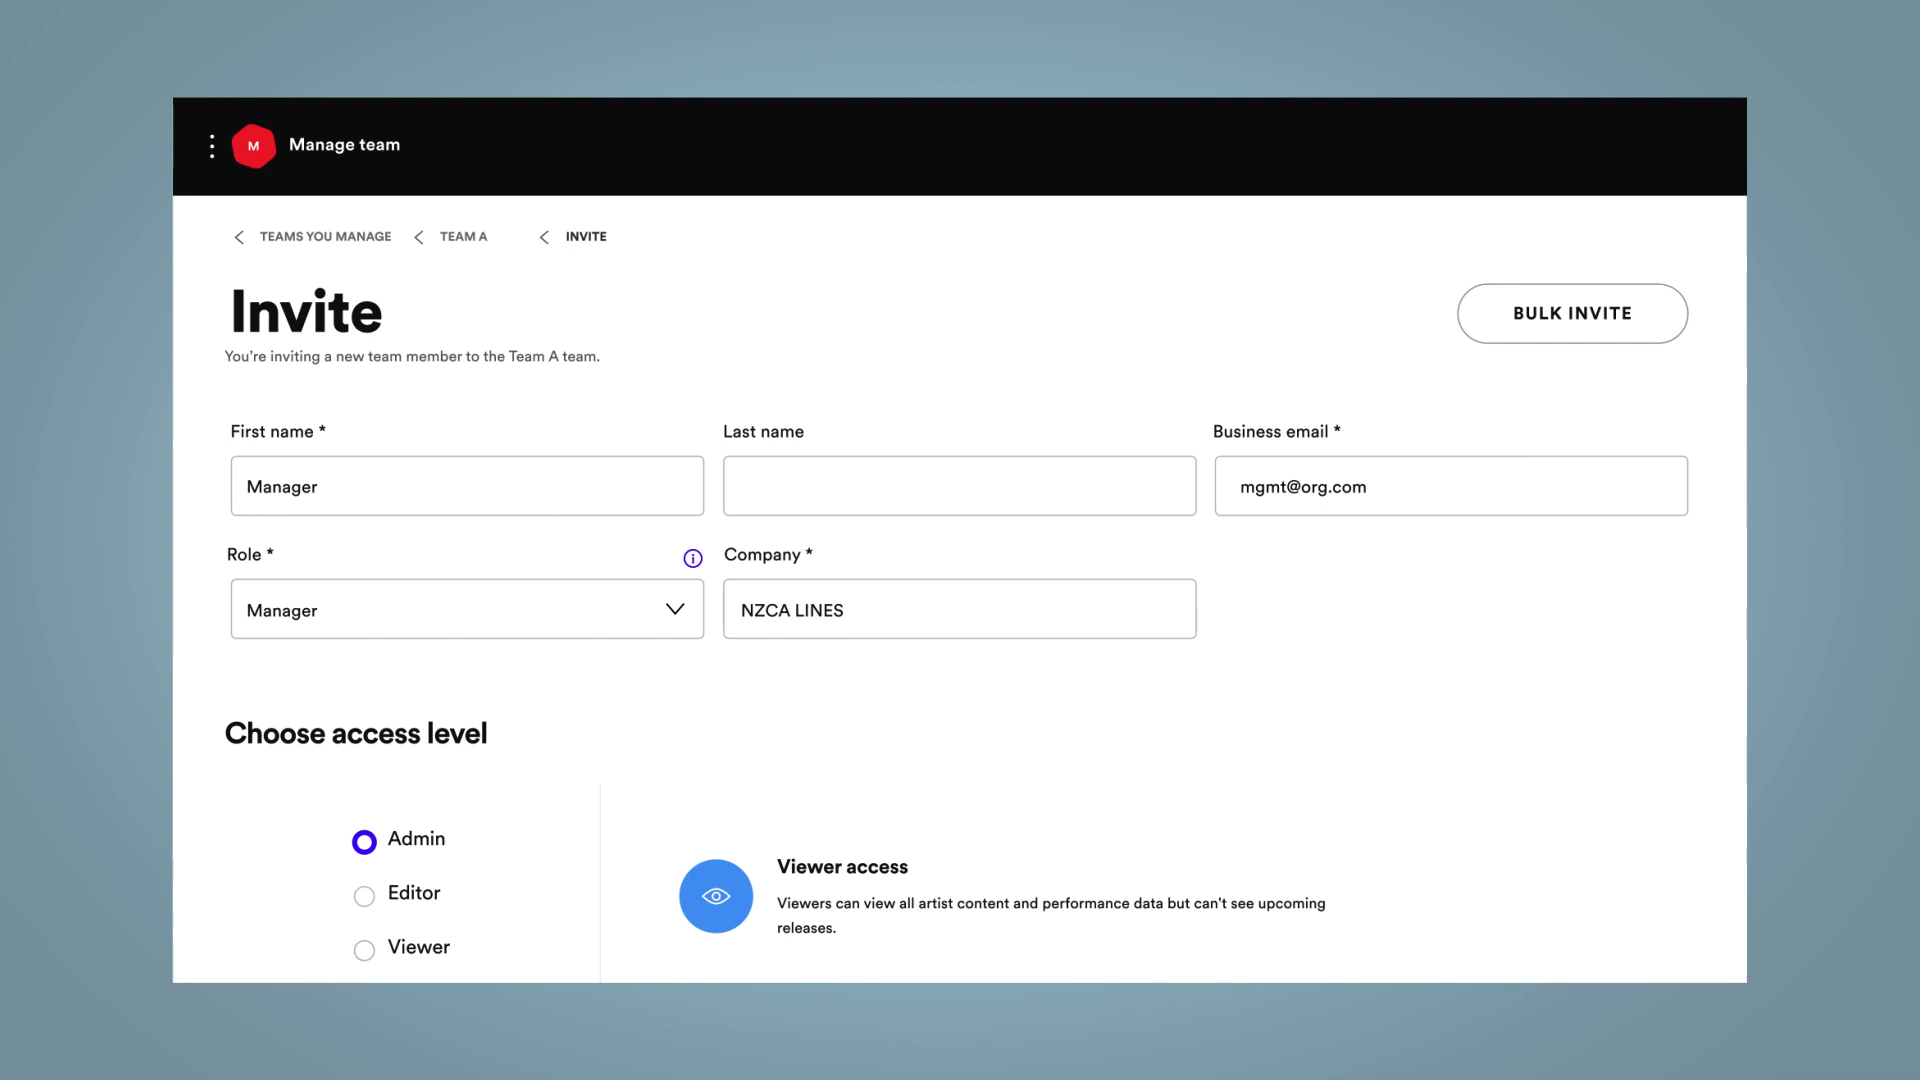 M
Manage team
TEAMS YOU MANAGE
TEAM A
INVITE
Invite
BULK INVITE
You're inviting a new team member to the Team A team.
First name *
Last name
Business email *
Manager
mgmt@org.com
Role *
Company *
Manager
NZCA LINES
Choose access level
Admin
Editor
Viewer
Viewer access
Viewers can view all artist content and performance data but can't see upcoming
releases.